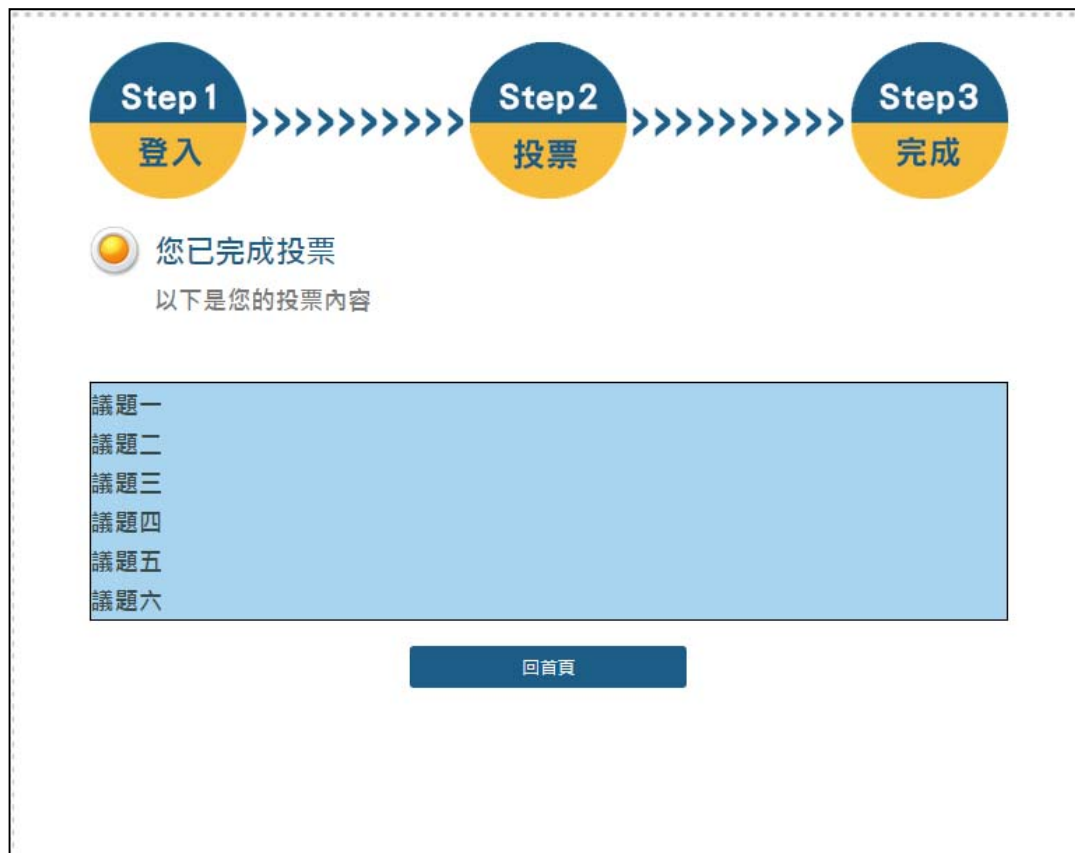 Step 1
登入
Step2
投票
Step3
完成
您已完成投票
以下是您的投票內容
議題一
議題二
議題三
議題四
議題五
議題六
回首頁